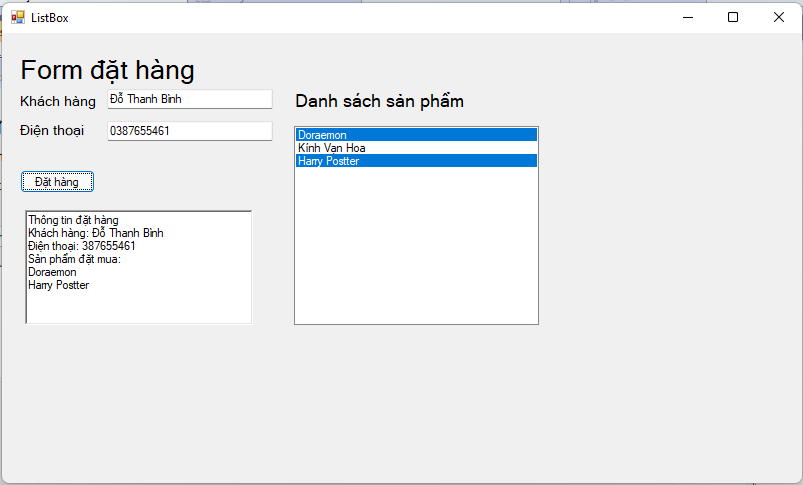 ListBox
Form đặt hàng
Khách hàng
Đỗ Thanh Bình
Điện thoại
0387655461
Đặt hàng
Thông tin đặt hàng
Khách hàng: Đỗ Thanh Bình
Điện thoại: 387655461
Sản phẩm đặt mua:
Doraemon
Harry Postter
Danh sách sản phẩm
Doraemon
Kính Vạn Hoa
Harry Postter